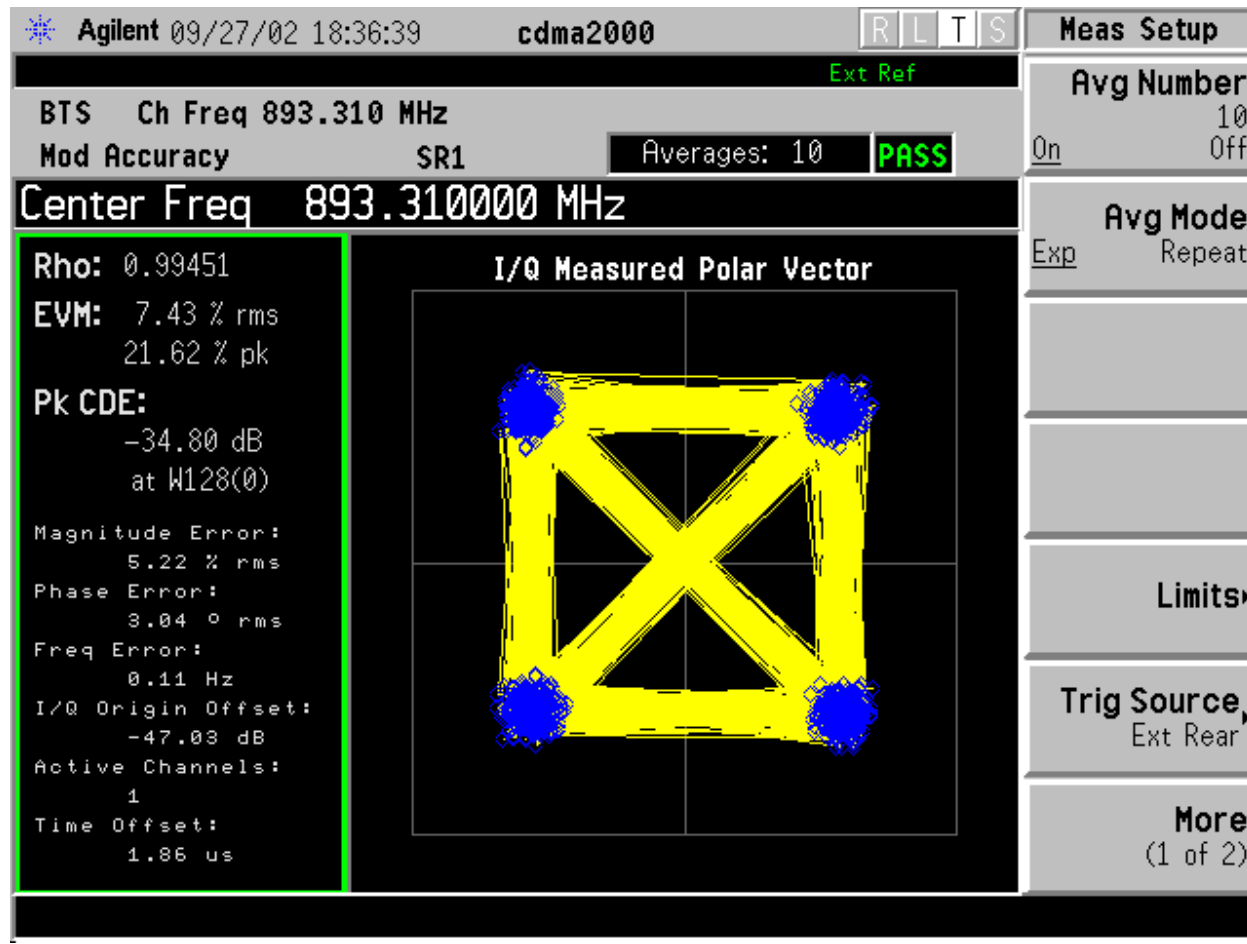 Agilent 09/27/02 18:36:39 cdma2000 R L T S
Ext Ref
BTS Ch Freq 893.310 MHz
Mod Accuracy SR1 Averages: 10 PASS
Center Freq 893.310000 MHz
Rho: 0.99451
EVM: 7.43 % rms
21.62 % pk
Pk CDE:
-34.80 dB
at W128(0)
Magnitude Error:
5.22 % rms
Phase Error:
3.04 º rms
Freq Error:
0.11 Hz
I/Q Origin Offset:
-47.03 dB
Active Channels:
1
Time Offset:
1.86 us
I/Q Measured Polar Vector
Meas Setup
Avg Number
10
On Off
Avg Mode
Exp Repeat
Limits
Trig Source
Ext Rear
More
(1 of 2)